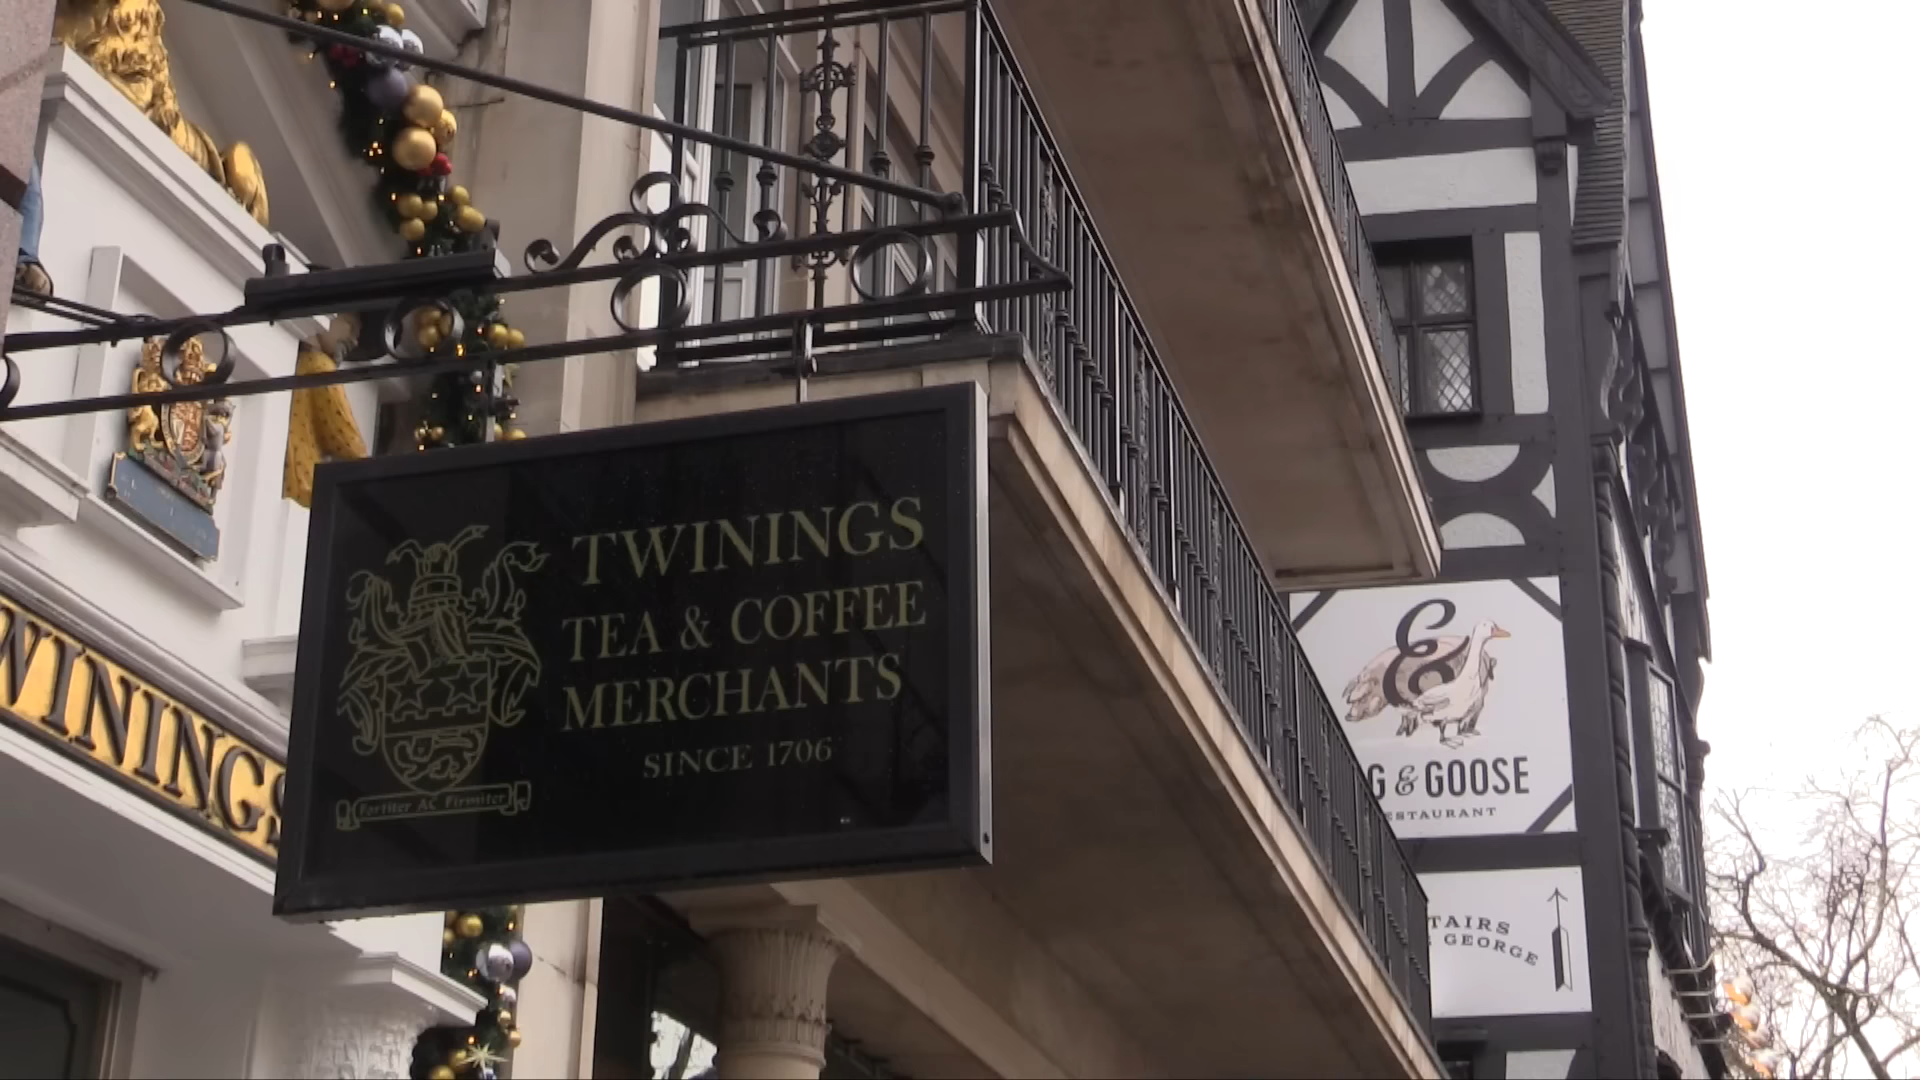 WININGS
TWININGS
TEA & COFFEE
MERCHANTS
SINCE 1706
Fortiter AC Firmiter
&
G & GOOSE
ESTAURANT
TAIRS
GEORGE